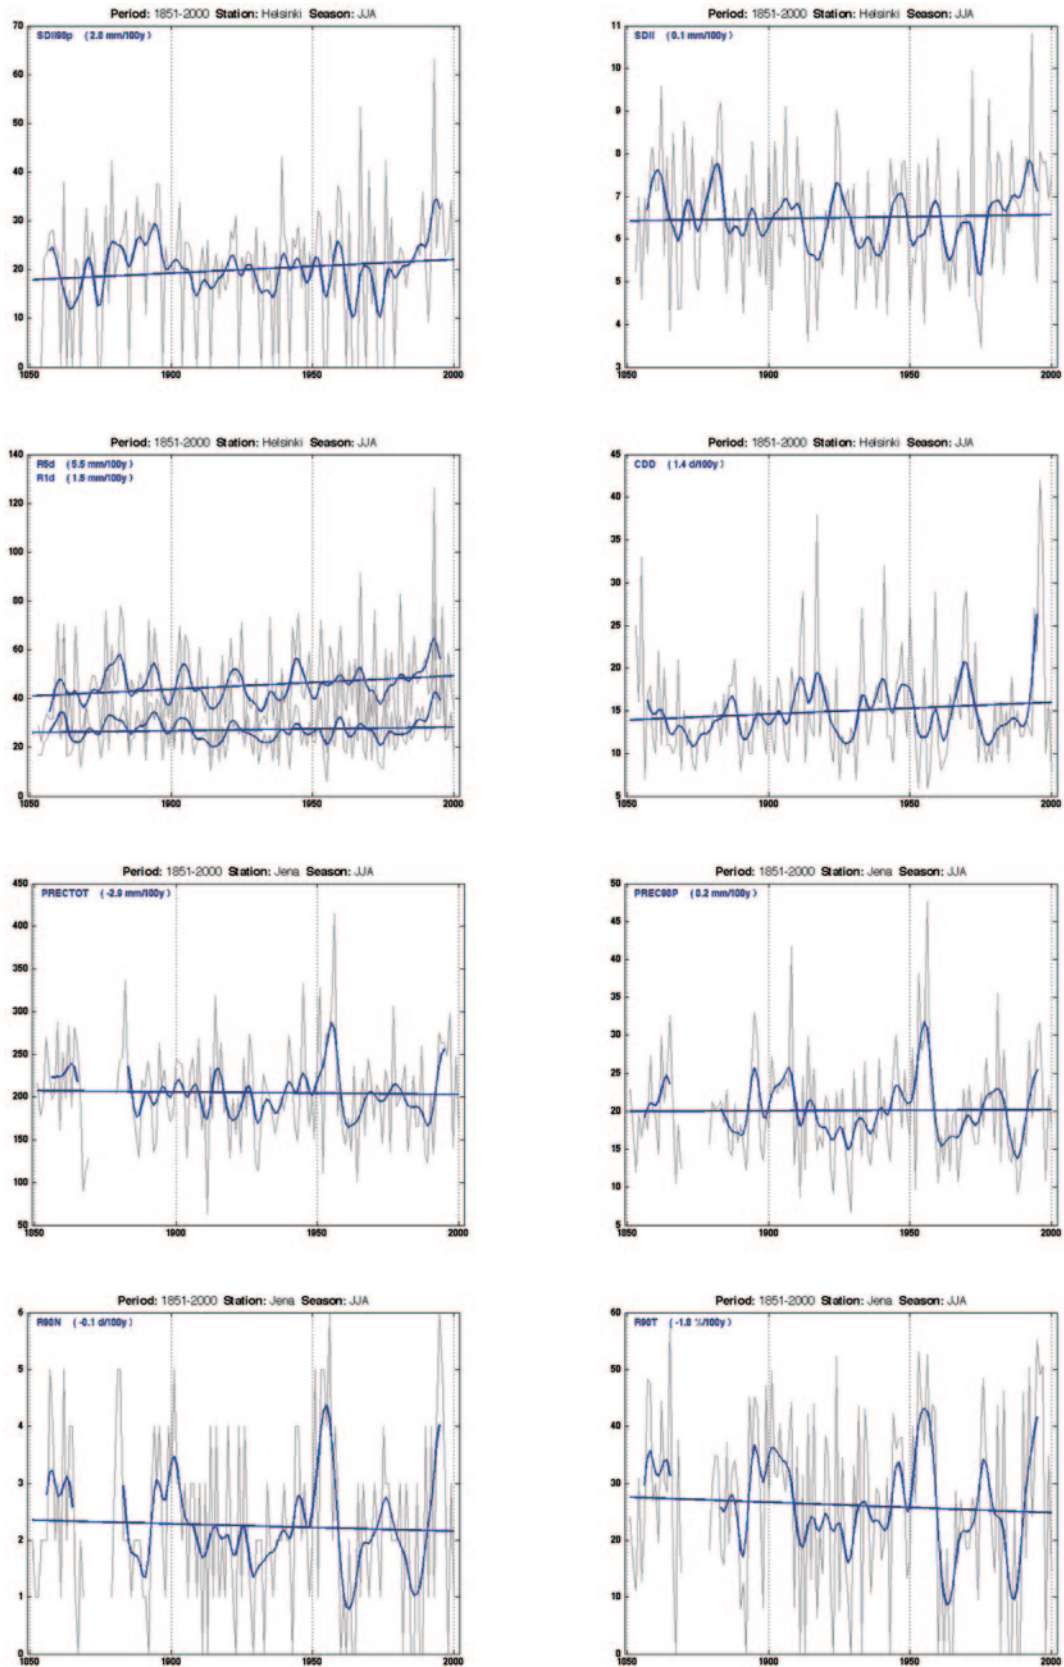 Period: 1851-2000 Station: Helsinki Season: JJA
SDII98p (2.8 mm/100y)
70
60
50
40
30
20
10
0
1850 1900 1950 2000
Period: 1851-2000 Station: Helsinki Season: JJA
SDII (0.1 mm/100y)
11
10
9
8
7
6
5
4
3
1850 1900 1950 2000
Period: 1851-2000 Station: Helsinki Season: JJA
R5d (5.5 mm/100y)
R1d (1.5 mm/100y)
140
120
100
80
60
40
20
0
1850 1900 1950 2000
Period: 1851-2000 Station: Helsinki Season: JJA
CDD (1.4 d/100y)
45
40
35
30
25
20
15
10
5
1850 1900 1950 2000
Period: 1851-2000 Station: Jena Season: JJA
PRECTOT (-2.9 mm/100y)
450
400
350
300
250
200
150
100
50
1850 1900 1950 2000
Period: 1851-2000 Station: Jena Season: JJA
PREC98P (0.2 mm/100y)
50
45
40
35
30
25
20
15
10
5
1850 1900 1950 2000
Period: 1851-2000 Station: Jena Season: JJA
R98N (-0.1 d/100y)
6
5
4
3
2
1
0
1850 1900 1950 2000
Period: 1851-2000 Station: Jena Season: JJA
R98T (-1.8 %/100y)
60
50
40
30
20
10
0
1850 1900 1950 2000